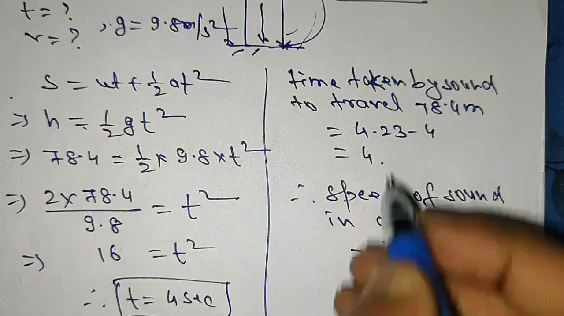 t = ?
v = ? , g = 9.80m/s²
s = ut + ½ at²
⇒ h = ½ gt²
⇒ 78.4 = ½ × 9.8 × t²
⇒ 2 × 78.4 / 9.8 = t²
⇒ 16 = t²
∴ t = 4 sec
time taken by sound
to travel 78.4m
= 4.23 - 4
= 4.
∴ of sound
in